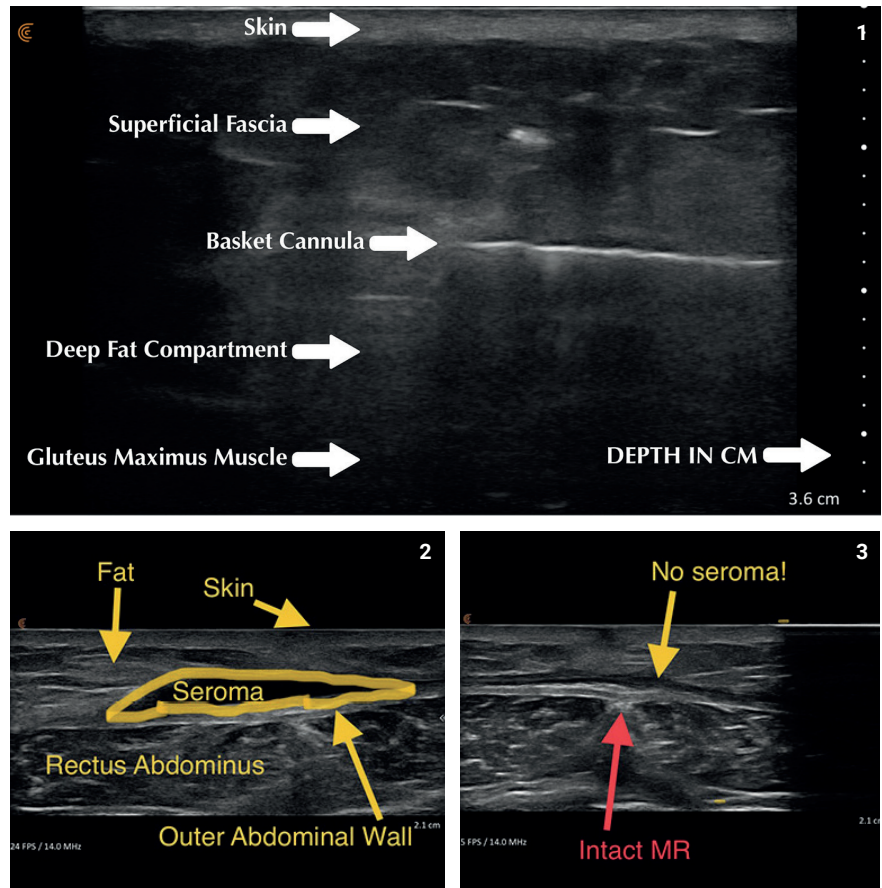 1
Skin
Superficial Fascia
Basket Cannula
Deep Fat Compartment
Gluteus Maximus Muscle
DEPTH IN CM
3.6 cm
2
Fat
Skin
Seroma
Rectus Abdominus
Outer Abdominal Wall
2.1 cm
24 FPS / 14.0 MHz
3
No seroma!
Intact MR
2.1 c
5 FPS / 14.0 MHz